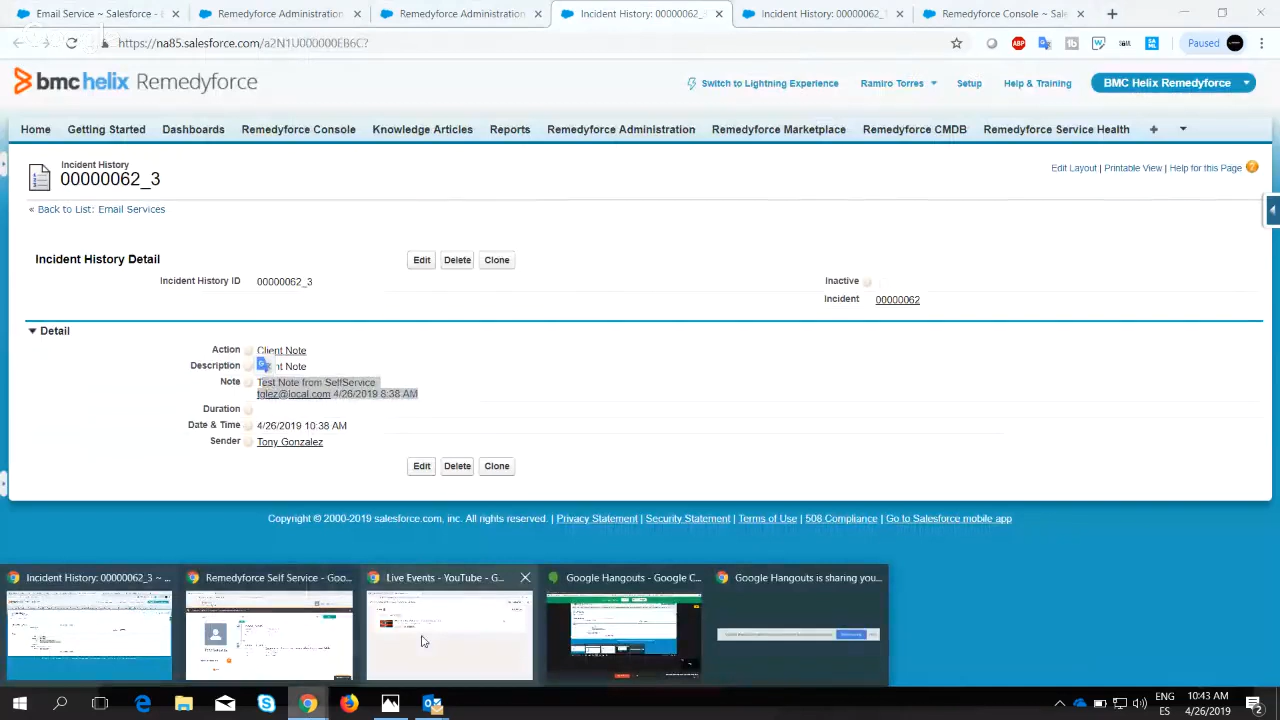 Email Services ~ Salesforce -
Remedyforce Administration
Remedyforce Administration
Incident History: 00000062_3
Incident History: 00000062_
Remedyforce Console ~ Sale
https://na85.salesforce.com/a2N1U000000EB6C?
Paused
bmc helix Remedyforce
Switch to Lightning Experience
Ramiro Torres
Setup
Help & Training
BMC Helix Remedyforce
Home
Getting Started
Dashboards
Remedyforce Console
Knowledge Articles
Reports
Remedyforce Administration
Remedyforce Marketplace
Remedyforce CMDB
Remedyforce Service Health
Incident History
00000062_3
Edit Layout | Printable View | Help for this Page
« Back to List: Email Services
Incident History Detail
Edit Delete Clone
Incident History ID 00000062_3
Inactive
Incident 00000062
Detail
Action Client Note
Description nt Note
Note Test Note from SelfService
tglez@local.com 4/26/2019 8:38 AM
Duration
Date & Time 4/26/2019 10:38 AM
Sender Tony Gonzalez
Edit Delete Clone
Copyright © 2000-2019 salesforce.com, inc. All rights reserved. | Privacy Statement | Security Statement | Terms of Use | 508 Compliance | Go to Salesforce mobile app
Incident History: 00000062_3 ~ ...
Remedyforce Self Service - Goo...
Live Events - YouTube - G...
Google Hangouts - Google C...
Google Hangouts is sharing you...
ENG
ES
10:43 AM
4/26/2019
2